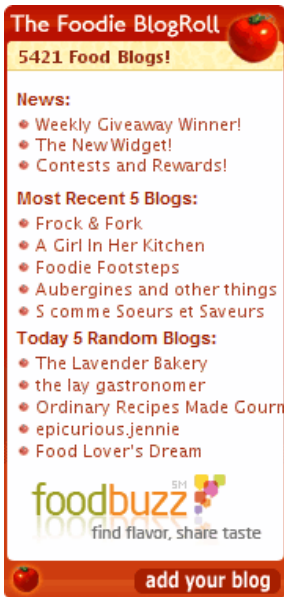 The Foodie BlogRoll
5421 Food Blogs!
News:
Weekly Giveaway Winner!
The New Widget!
Contests and Rewards!
Most Recent 5 Blogs:
Frock & Fork
A Girl In Her Kitchen
Foodie Footsteps
Aubergines and other things
S comme Soeurs et Saveurs
Today 5 Random Blogs:
The Lavender Bakery
the lay gastronomer
Ordinary Recipes Made Gourm
epicurious.jennie
Food Lover's Dream
foodbuzz SM
find flavor, share taste
add your blog